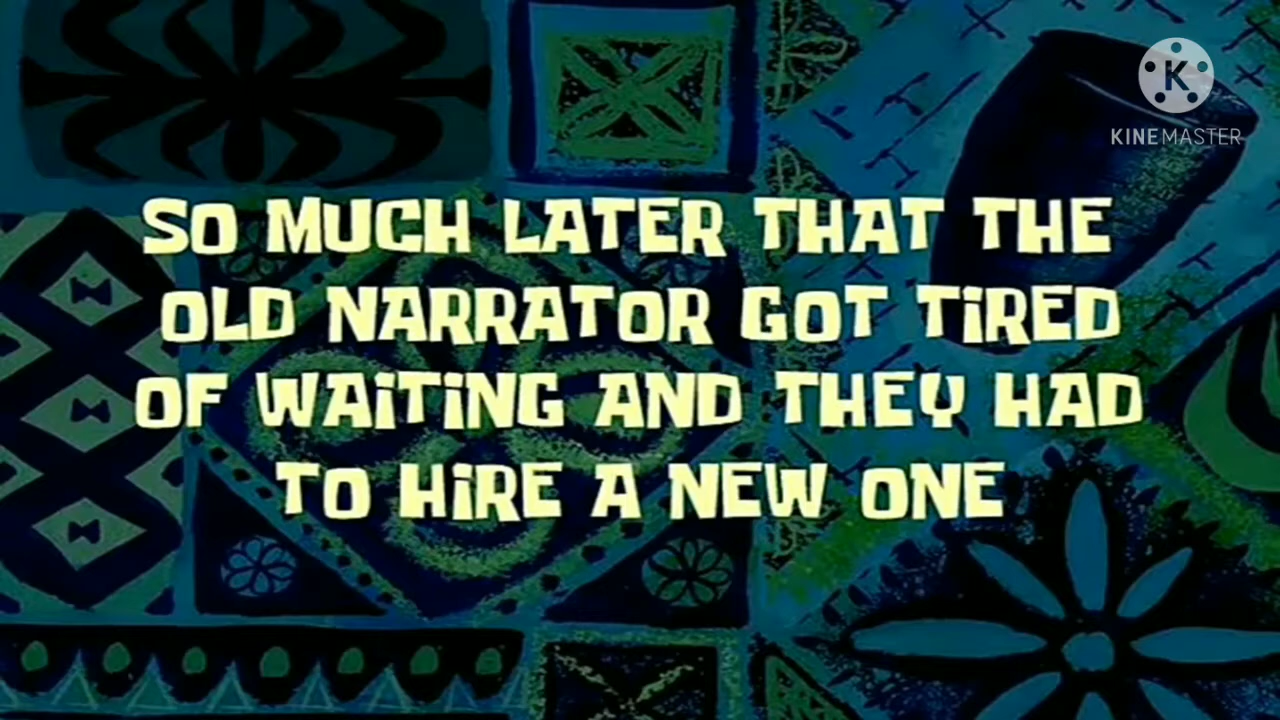 K
KINEMASTER
SO MUCH LATER THAT THE
OLD NARRATOR GOT TiRED
OF WAiTiNG AND THEY HAD
TO HiRE A NEW ONE